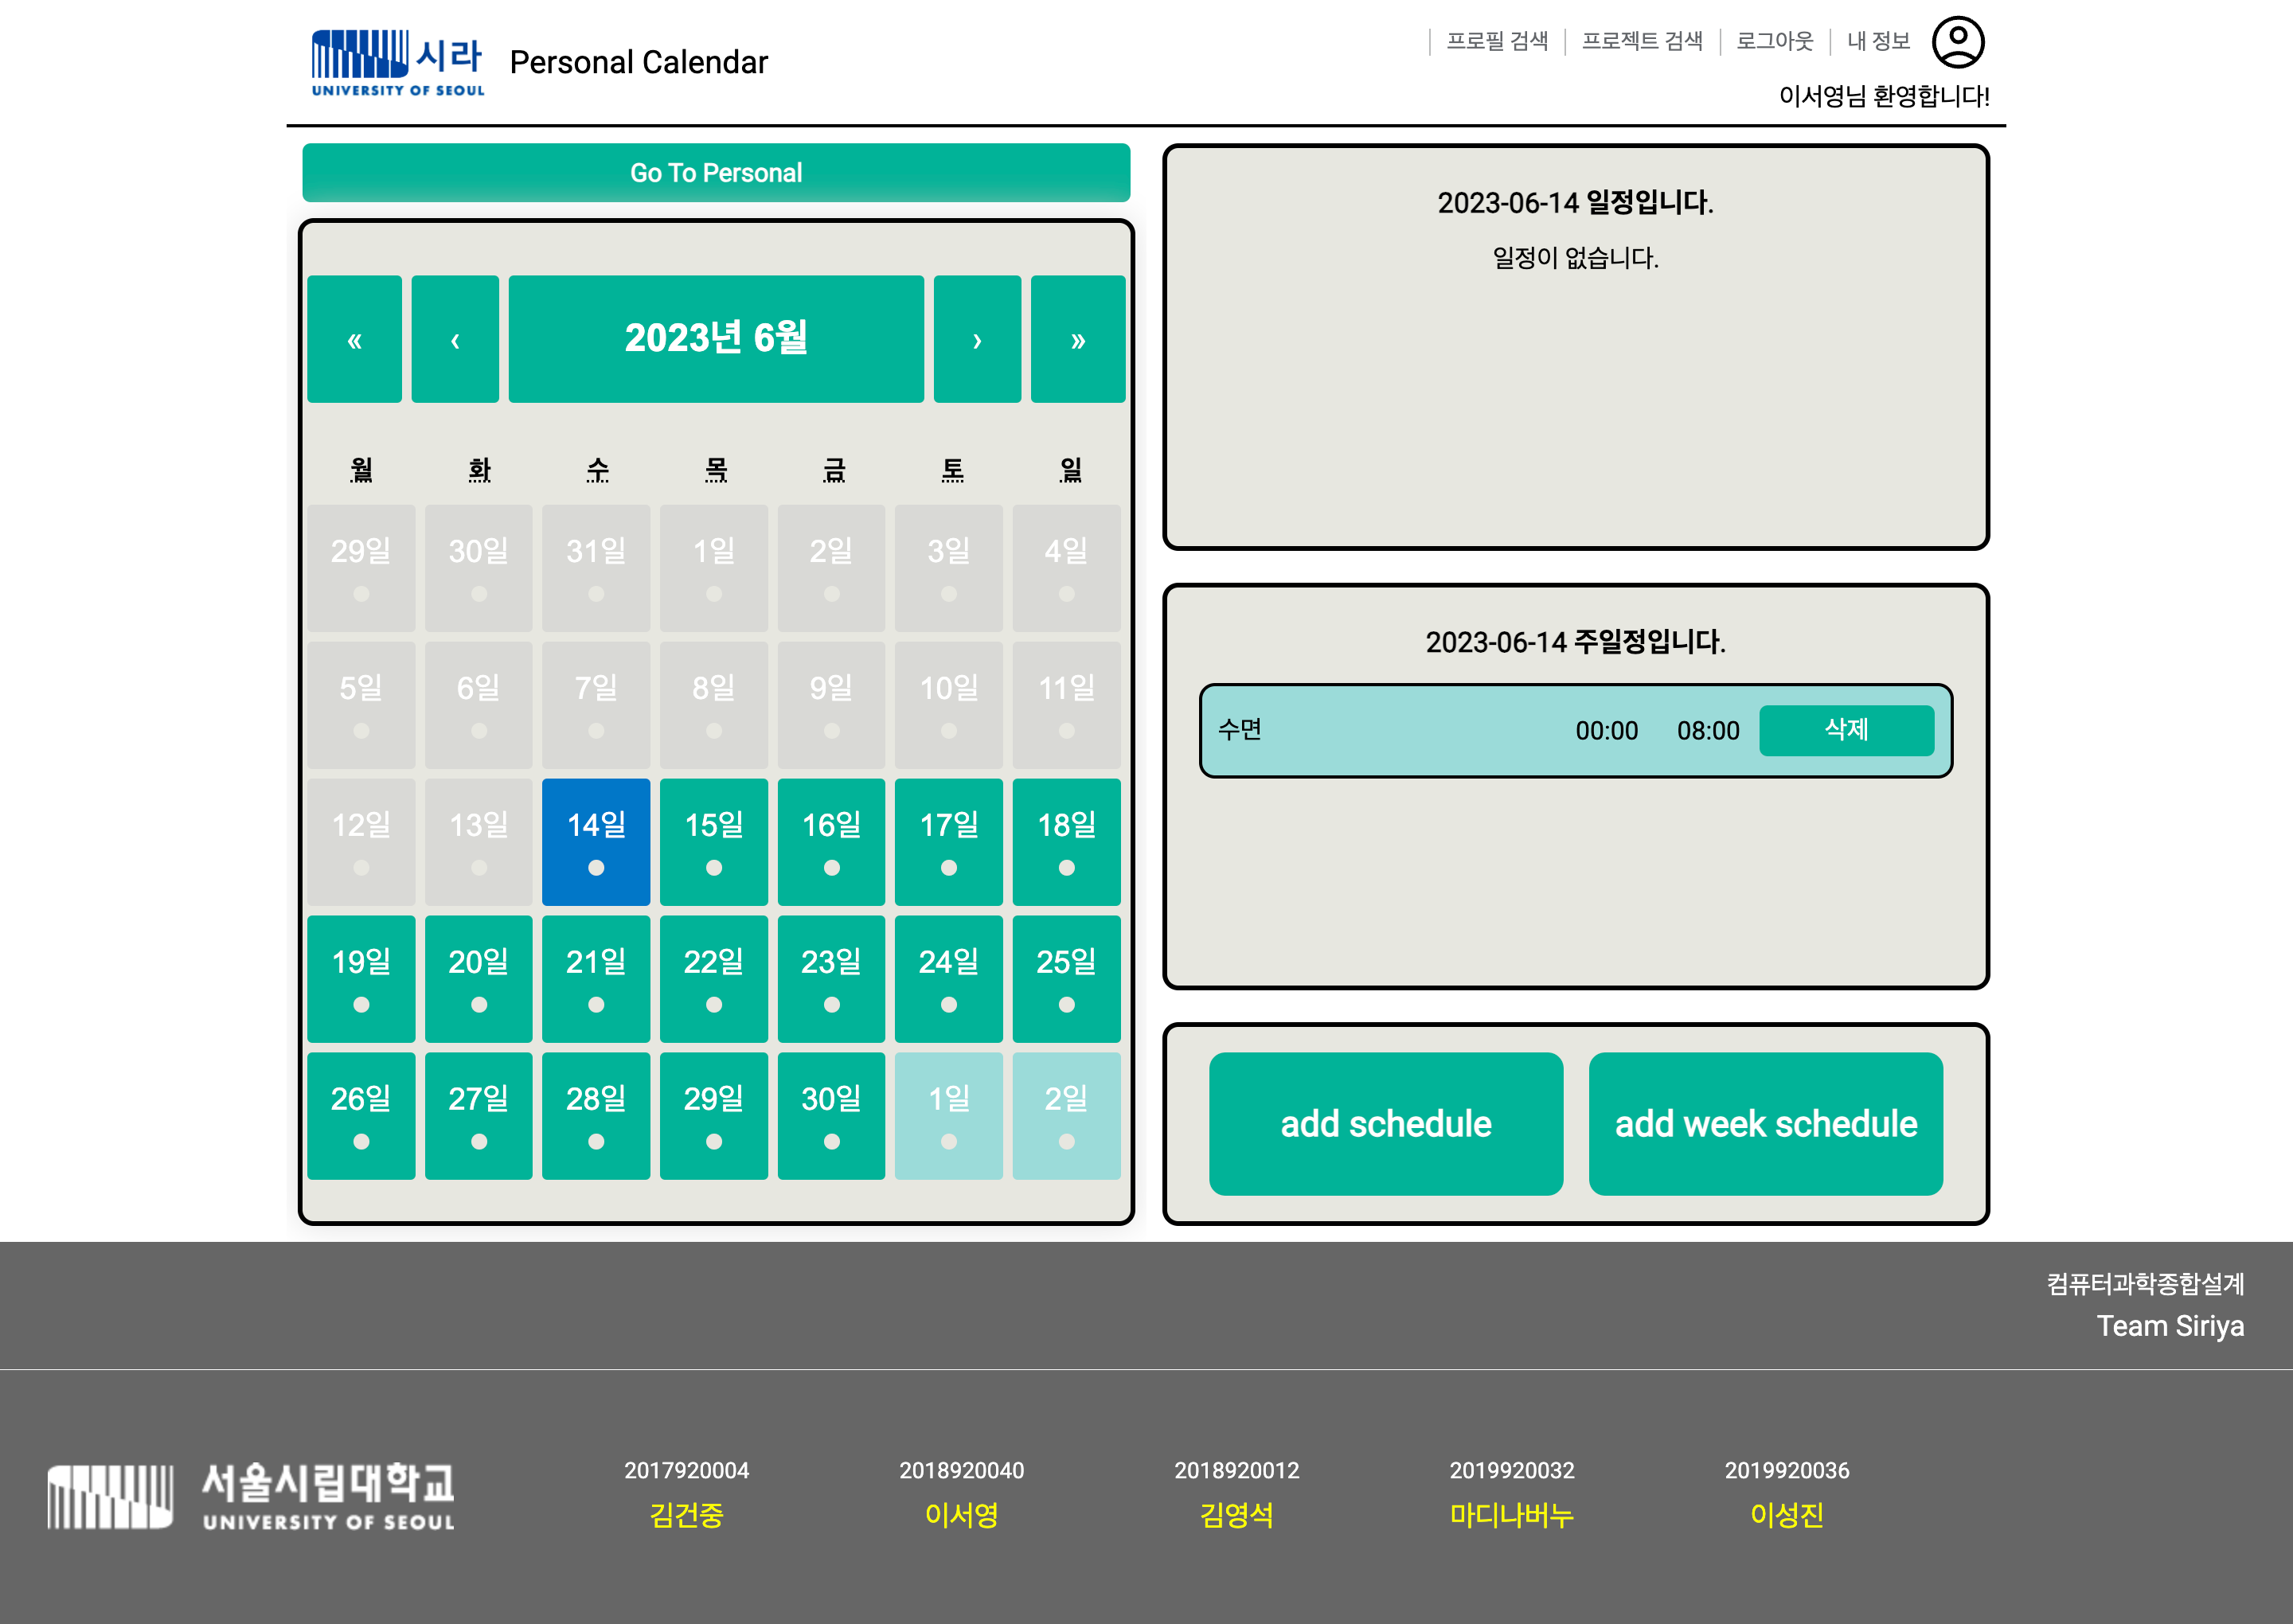 시라
UNIVERSITY OF SEOUL
Personal Calendar
프로필 검색 프로젝트 검색 로그아웃 내 정보
이서영님 환영합니다!
Go To Personal
« ‹ 2023년 6월 › »
월 화 수 목 금 토 일
29일 30일 31일 1일 2일 3일 4일
5일 6일 7일 8일 9일 10일 11일
12일 13일 14일 15일 16일 17일 18일
19일 20일 21일 22일 23일 24일 25일
26일 27일 28일 29일 30일 1일 2일
2023-06-14 일정입니다.
일정이 없습니다.
2023-06-14 주일정입니다.
수면 00:00 08:00 삭제
add schedule add week schedule
컴퓨터과학종합설계
Team Siriya
서울시립대학교
UNIVERSITY OF SEOUL
2017920004 2018920040 2018920012 2019920032 2019920036
김건중 이서영 김영석 마디나버누 이성진